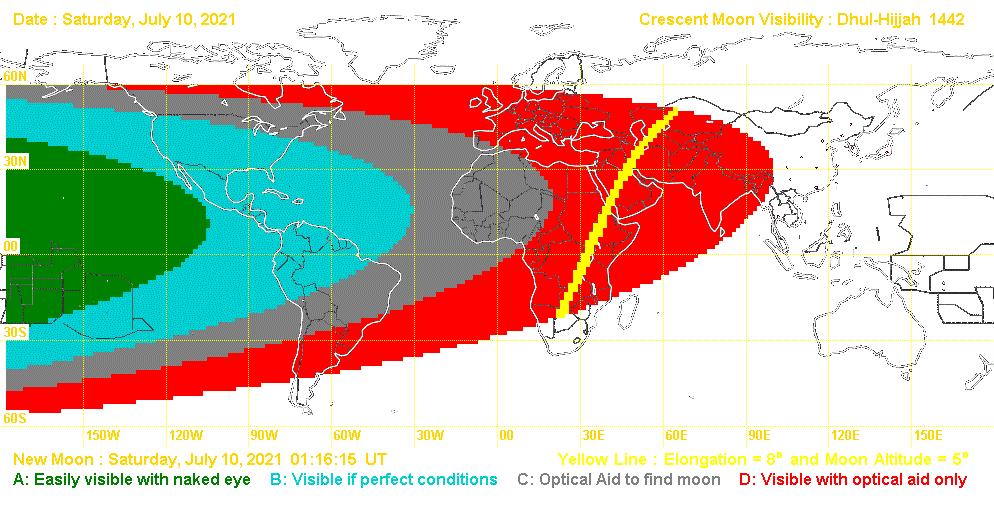 Date : Saturday, July 10, 2021
Crescent Moon Visibility : Dhul-Hijjah 1442
60N
30N
00
30S
60S
150W 120W 90W 60W 30W 00 30E 60E 90E 120E 150E
New Moon : Saturday, July 10, 2021 01:16:15 UT
Yellow Line : Elongation = 8° and Moon Altitude = 5°
A: Easily visible with naked eye B: Visible if perfect conditions C: Optical Aid to find moon D: Visible with optical aid only